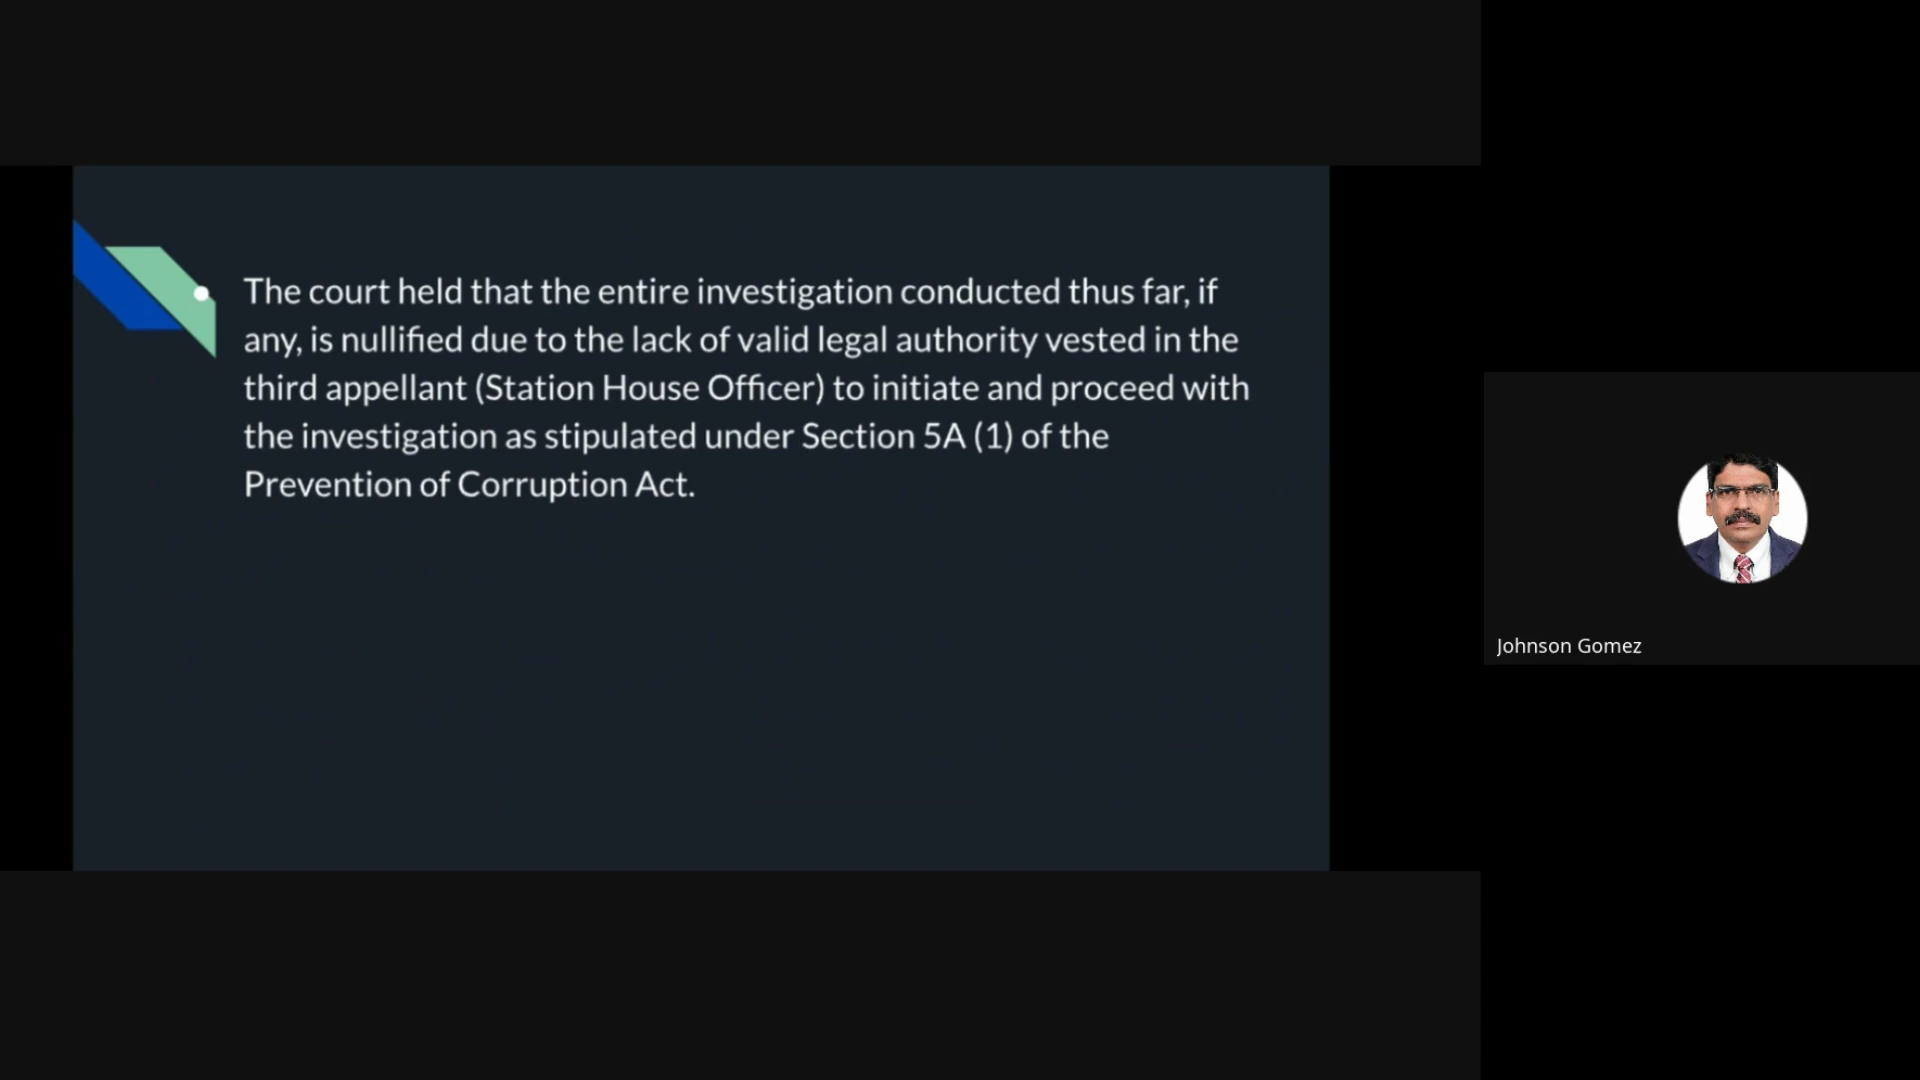 The court held that the entire investigation conducted thus far, if
any, is nullified due to the lack of valid legal authority vested in the
third appellant (Station House Officer) to initiate and proceed with
the investigation as stipulated under Section 5A (1) of the
Prevention of Corruption Act.
Johnson Gomez